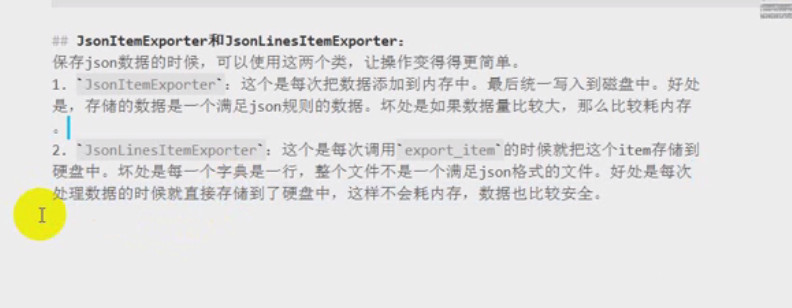 ## JsonItemExporter和JsonLinesItemExporter：
保存json数据的时候，可以使用这两个类，让操作变得得更简单。
1. `JsonItemExporter`：这个是每次把数据添加到内存中。最后统一写入到磁盘中。好处
是，存储的数据是一个满足json规则的数据。坏处是如果数据量比较大，那么比较耗内存
。
2. `JsonLinesItemExporter`：这个是每次调用`export_item`的时候就把这个item存储到
硬盘中。坏处是每一个字典是一行，整个文件不是一个满足json格式的文件。好处是每次
处理数据的时候就直接存储到了硬盘中，这样不会耗内存，数据也比较安全。